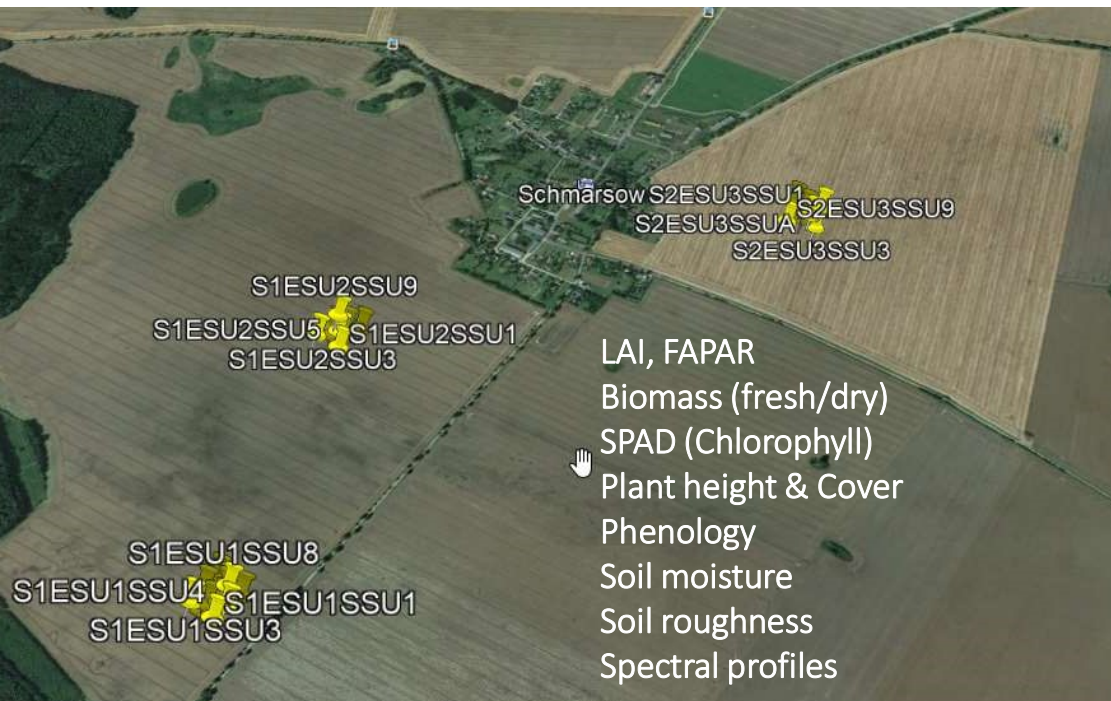 Schmarsow S2ESU3SSU1
S2ESU3SSU9
S2ESU3SSUA
S2ESU3SSU3
S1ESU2SSU9
S1ESU2SSU5 S1ESU2SSU1
S1ESU2SSU3
LAI, FAPAR
Biomass (fresh/dry)
SPAD (Chlorophyll)
Plant height & Cover
Phenology
Soil moisture
Soil roughness
Spectral profiles
S1ESU1SSU8
S1ESU1SSU4 S1ESU1SSU1
S1ESU1SSU3